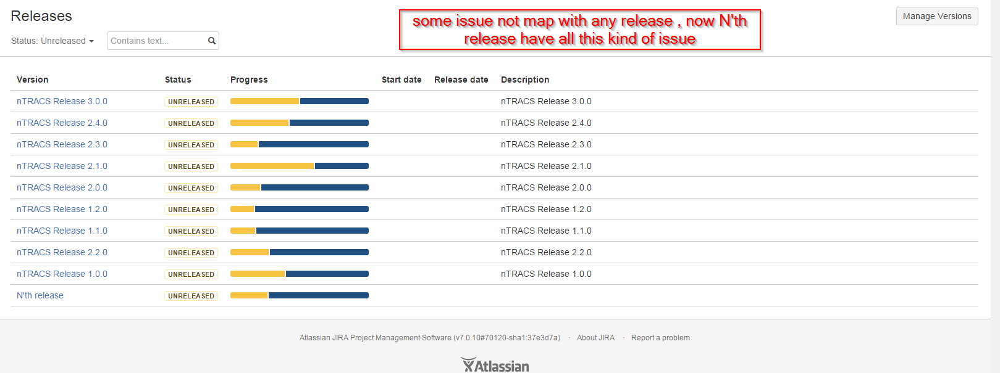 Releases
some issue not map with any release , now N'th
release have all this kind of issue
Manage Versions
Status: Unreleased
Contains text...
Version Status Progress Start date Release date Description
nTRACS Release 3.0.0 UNRELEASED nTRACS Release 3.0.0
nTRACS Release 2.4.0 UNRELEASED nTRACS Release 2.4.0
nTRACS Release 2.3.0 UNRELEASED nTRACS Release 2.3.0
nTRACS Release 2.1.0 UNRELEASED nTRACS Release 2.1.0
nTRACS Release 2.0.0 UNRELEASED nTRACS Release 2.0.0
nTRACS Release 1.2.0 UNRELEASED nTRACS Release 1.2.0
nTRACS Release 1.1.0 UNRELEASED nTRACS Release 1.1.0
nTRACS Release 2.2.0 UNRELEASED nTRACS Release 2.2.0
nTRACS Release 1.0.0 UNRELEASED nTRACS Release 1.0.0
N'th release UNRELEASED
Atlassian JIRA Project Management Software (v7.0.10#70120-sha1:37e3d7a) · About JIRA · Report a problem
Atlassian